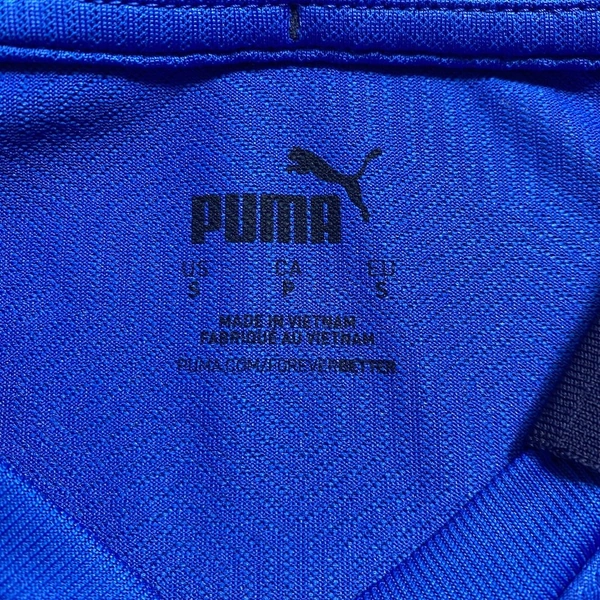 PUMA
US CA EU
S P S
MADE IN VIETNAM
FABRIQUÉ AU VIETNAM
PUMA.COM/FOREVERBETTER